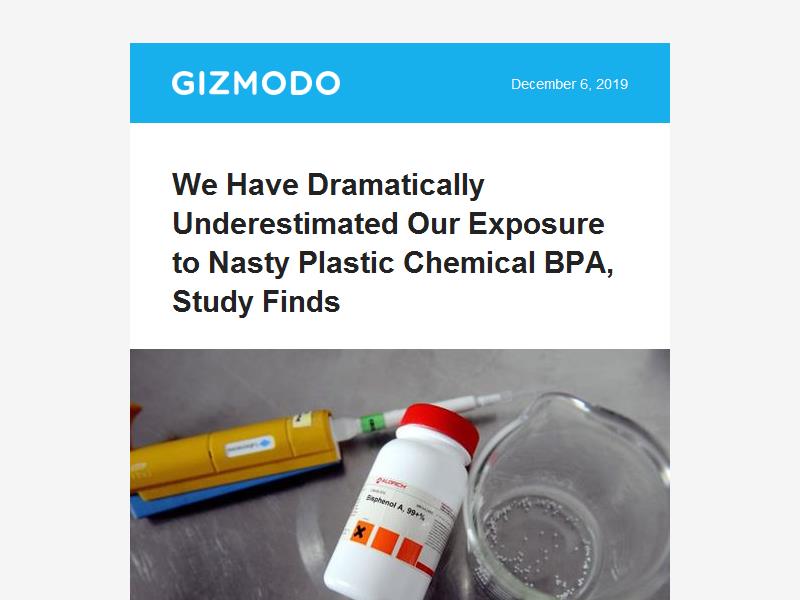 GIZMODO
December 6, 2019
We Have Dramatically
Underestimated Our Exposure
to Nasty Plastic Chemical BPA,
Study Finds
ALDRICH
Bisphenol A, 99+%